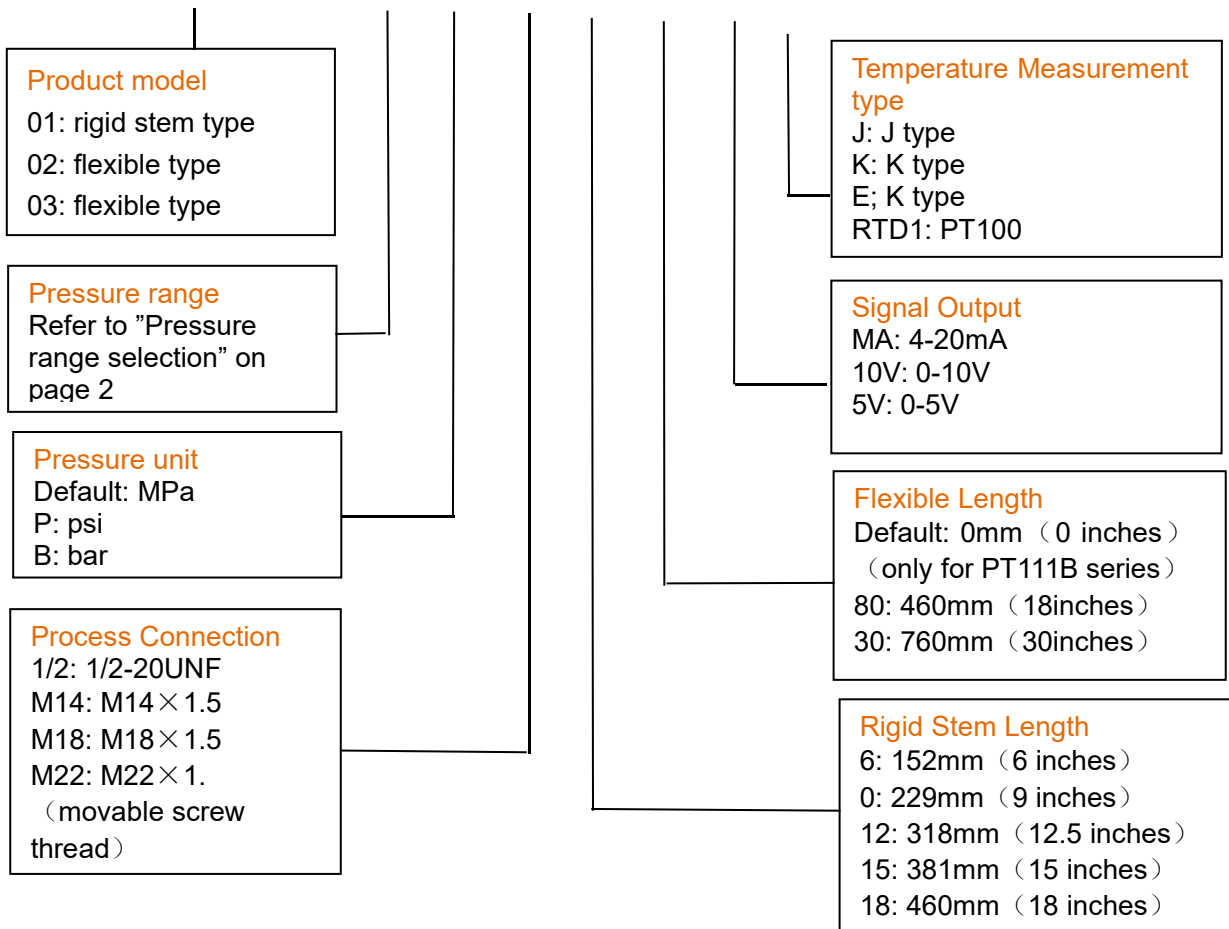 Product model
01: rigid stem type
02: flexible type
03: flexible type
Pressure range
Refer to ”Pressure
range selection” on
page 2
Pressure unit
Default: MPa
P: psi
B: bar
Process Connection
1/2: 1/2-20UNF
M14: M14×1.5
M18: M18×1.5
M22: M22×1.
（movable screw
thread）
Temperature Measurement
type
J: J type
K: K type
E; K type
RTD1: PT100
Signal Output
MA: 4-20mA
10V: 0-10V
5V: 0-5V
Flexible Length
Default: 0mm（0 inches）
（only for PT111B series）
80: 460mm（18inches）
30: 760mm（30inches）
Rigid Stem Length
6: 152mm（6 inches）
0: 229mm（9 inches）
12: 318mm（12.5 inches）
15: 381mm（15 inches）
18: 460mm（18 inches）